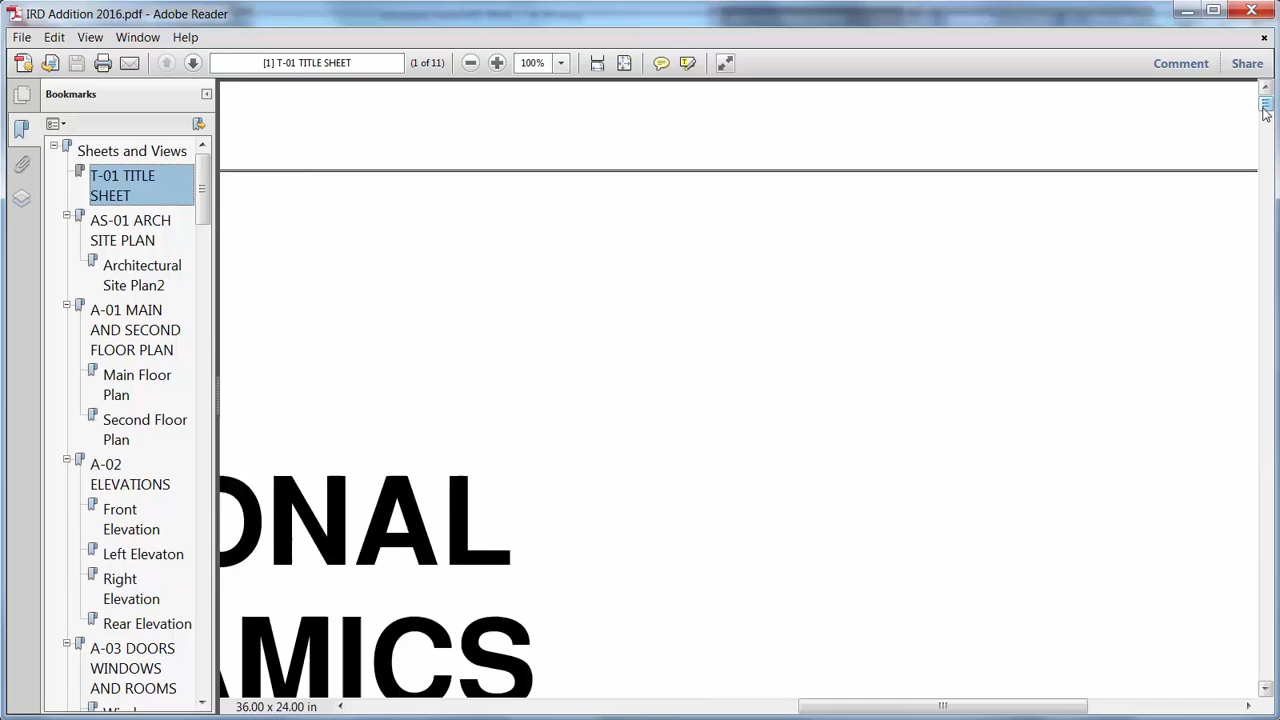 IRD Addition 2016.pdf - Adobe Reader
File Edit View Window Help
[1] T-01 TITLE SHEET
(1 of 11)
100%
Comment
Share
Bookmarks
Sheets and Views
T-01 TITLE
SHEET
AS-01 ARCH
SITE PLAN
Architectural
Site Plan2
A-01 MAIN
AND SECOND
FLOOR PLAN
Main Floor
Plan
Second Floor
Plan
A-02
ELEVATIONS
Front
Elevation
Left Elevaton
Right
Elevation
Rear Elevation
A-03 DOORS
WINDOWS
AND ROOMS
ONAL
AMICS
36.00 x 24.00 in